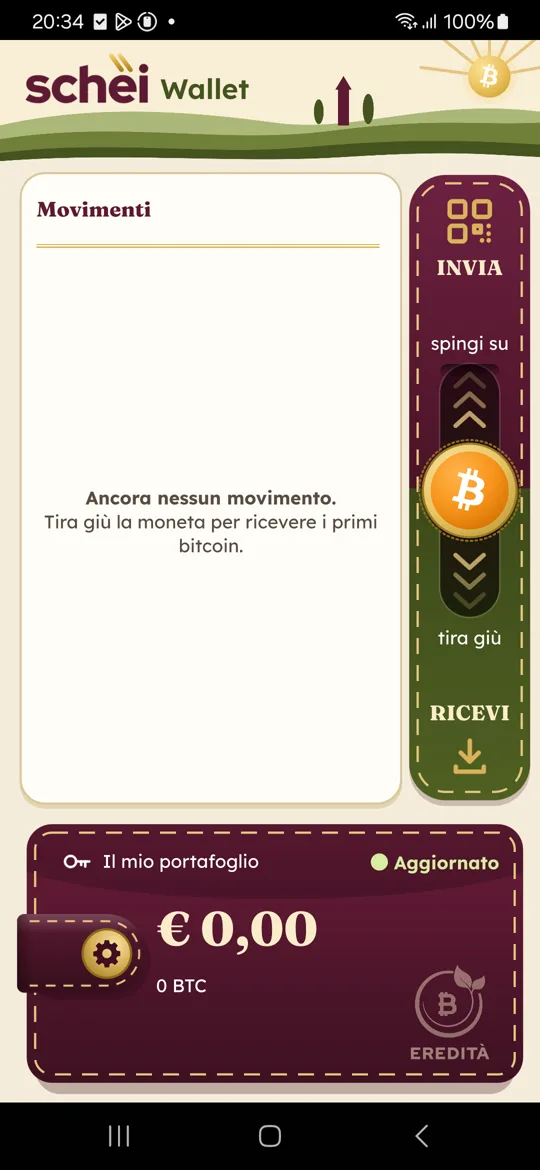 20:34
100%
schëi Wallet
Movimenti
INVIA
spingi su
Ancora nessun movimento.
Tira giù la moneta per ricevere i primi
bitcoin.
tira giù
RICEVI
Il mio portafoglio
Aggiornato
€ 0,00
0 BTC
EREDITÀ